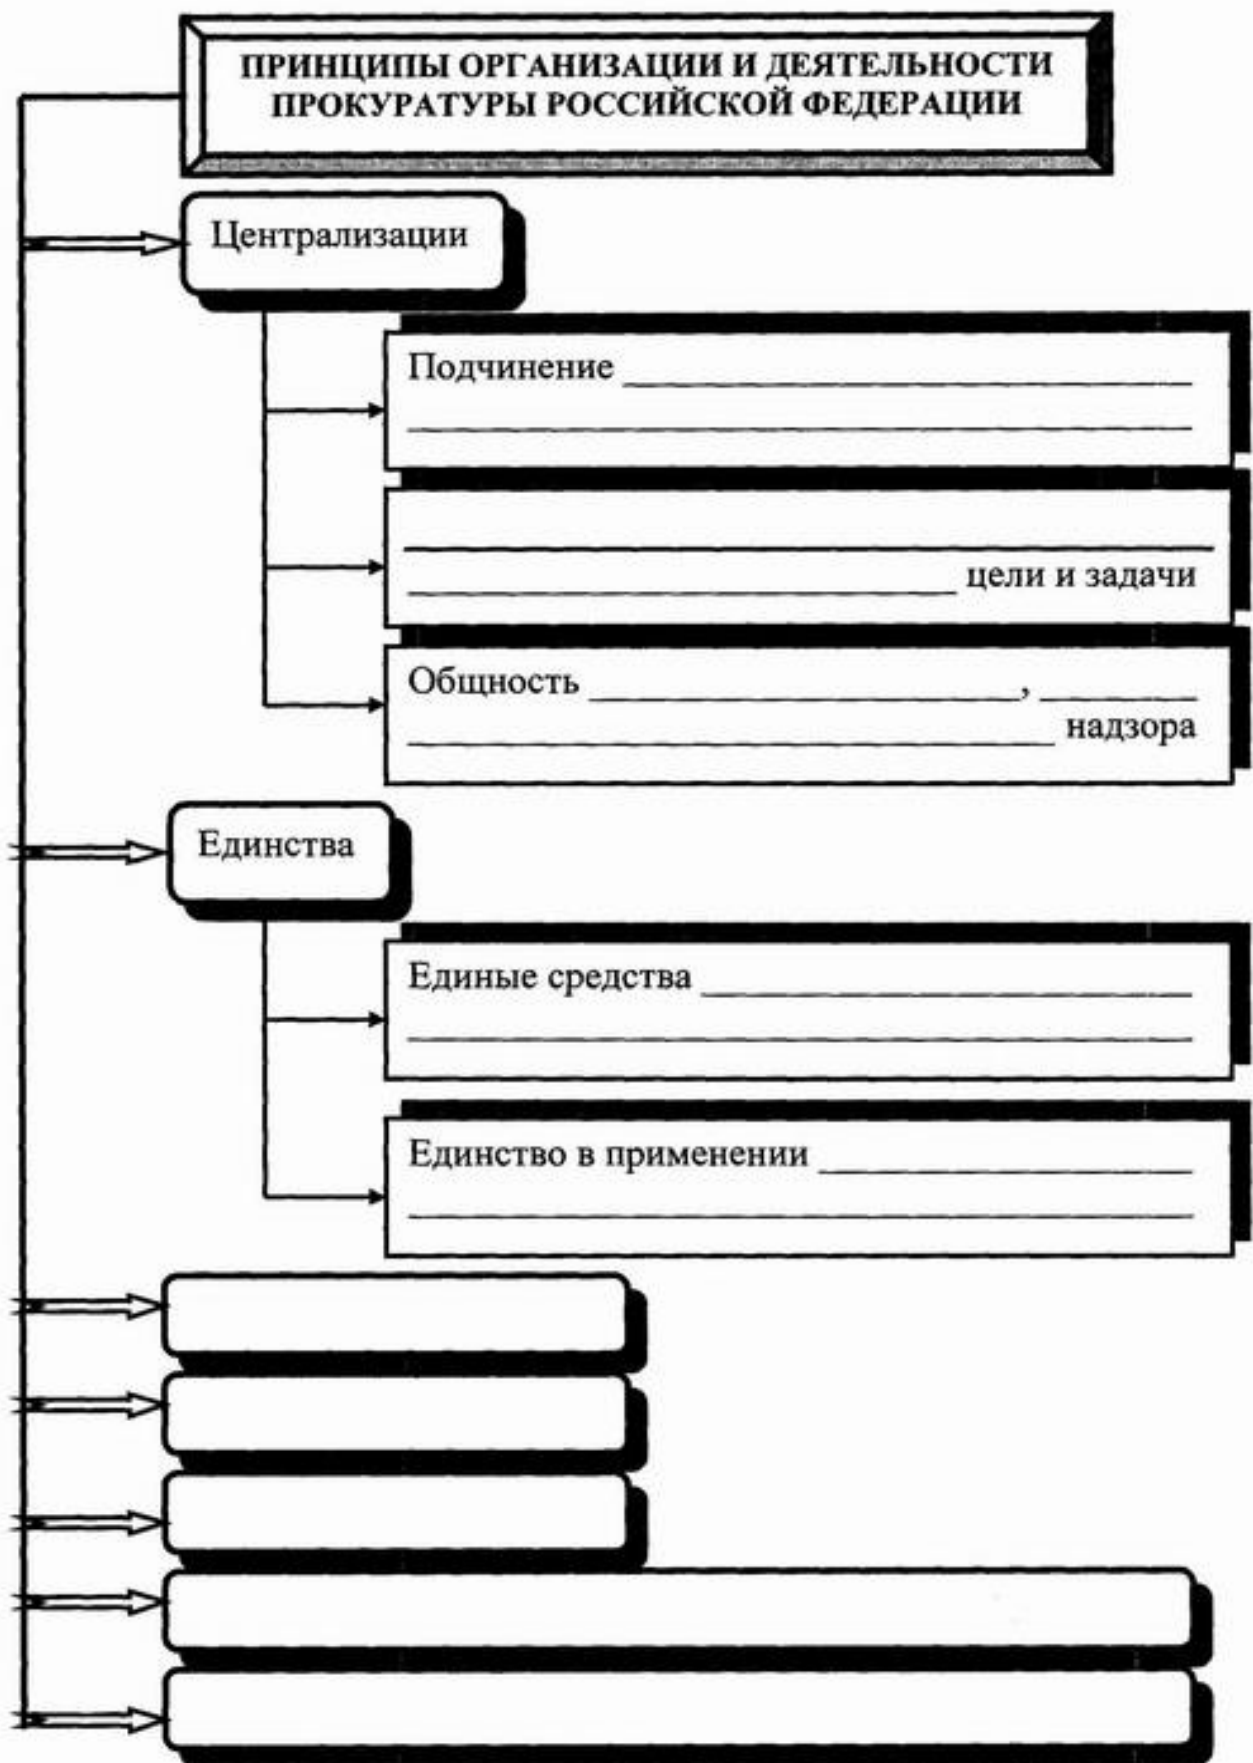 ПРИНЦИПЫ ОРГАНИЗАЦИИ И ДЕЯТЕЛЬНОСТИ
ПРОКУРАТУРЫ РОССИЙСКОЙ ФЕДЕРАЦИИ
Централизации
Подчинение
цели и задачи
Общность ,
надзора
Единства
Единые средства
Единство в применении